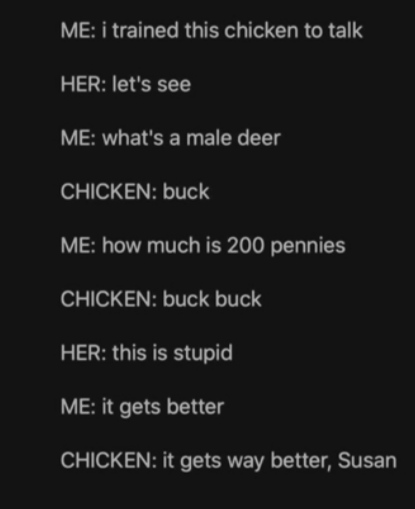 ME: i trained this chicken to talk
HER: let's see
ME: what's a male deer
CHICKEN: buck
ME: how much is 200 pennies
CHICKEN: buck buck
HER: this is stupid
ME: it gets better
CHICKEN: it gets way better, Susan